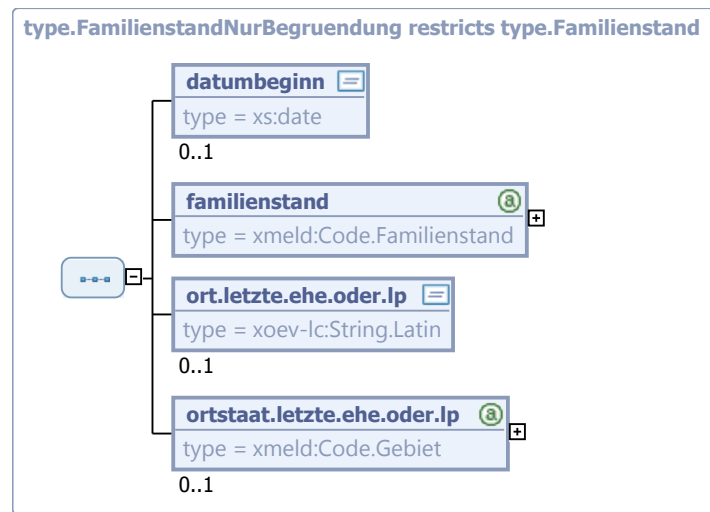 type.FamilienstandNurBegruendung restricts type.Familienstand
datumbeginn
type = xs:date
0..1
familienstand
type = xmeld:Code.Familienstand
ort.letzte.ehe.oder.lp
type = xoev-lc:String.Latin
0..1
ortstaat.letzte.ehe.oder.lp
type = xmeld:Code.Gebiet
0..1